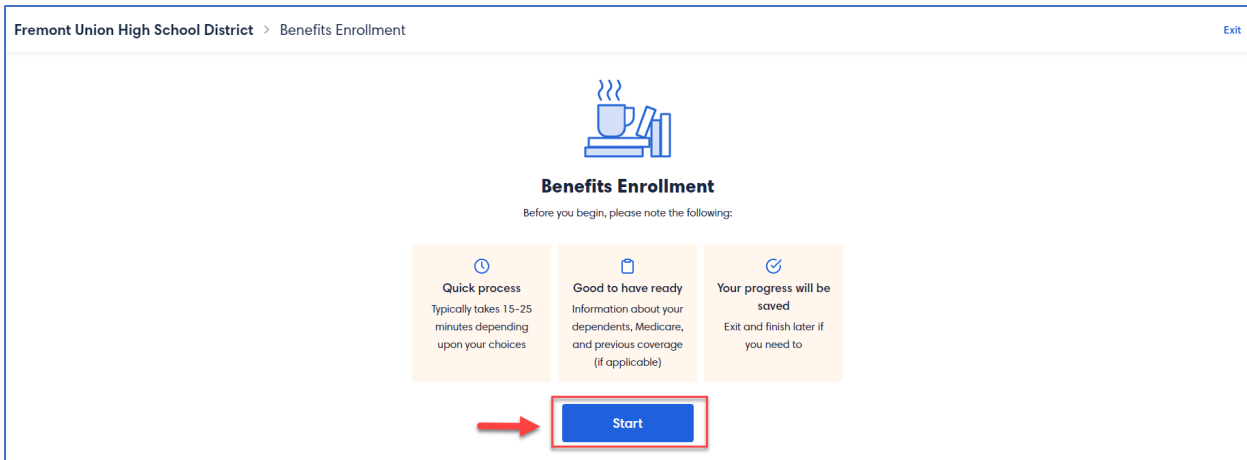 Fremont Union High School District > Benefits Enrollment
Exit
Benefits Enrollment
Before you begin, please note the following:
Quick process
Typically takes 15-25
minutes depending
upon your choices
Good to have ready
Information about your
dependents, Medicare,
and previous coverage
(if applicable)
Your progress will be
saved
Exit and finish later if
you need to
Start